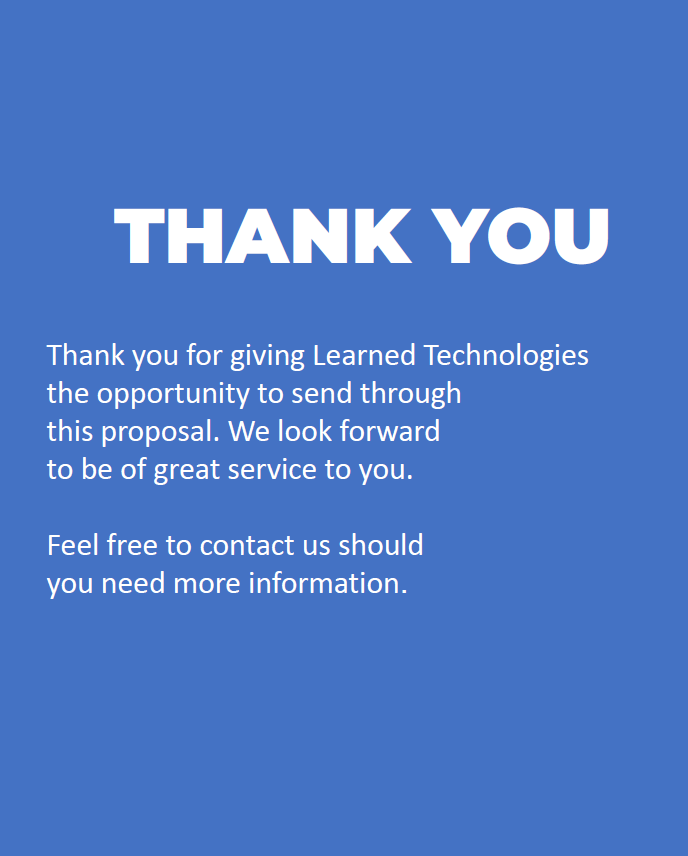 THANK YOU
Thank you for giving Learned Technologies
the opportunity to send through
this proposal. We look forward
to be of great service to you.
Feel free to contact us should
you need more information.